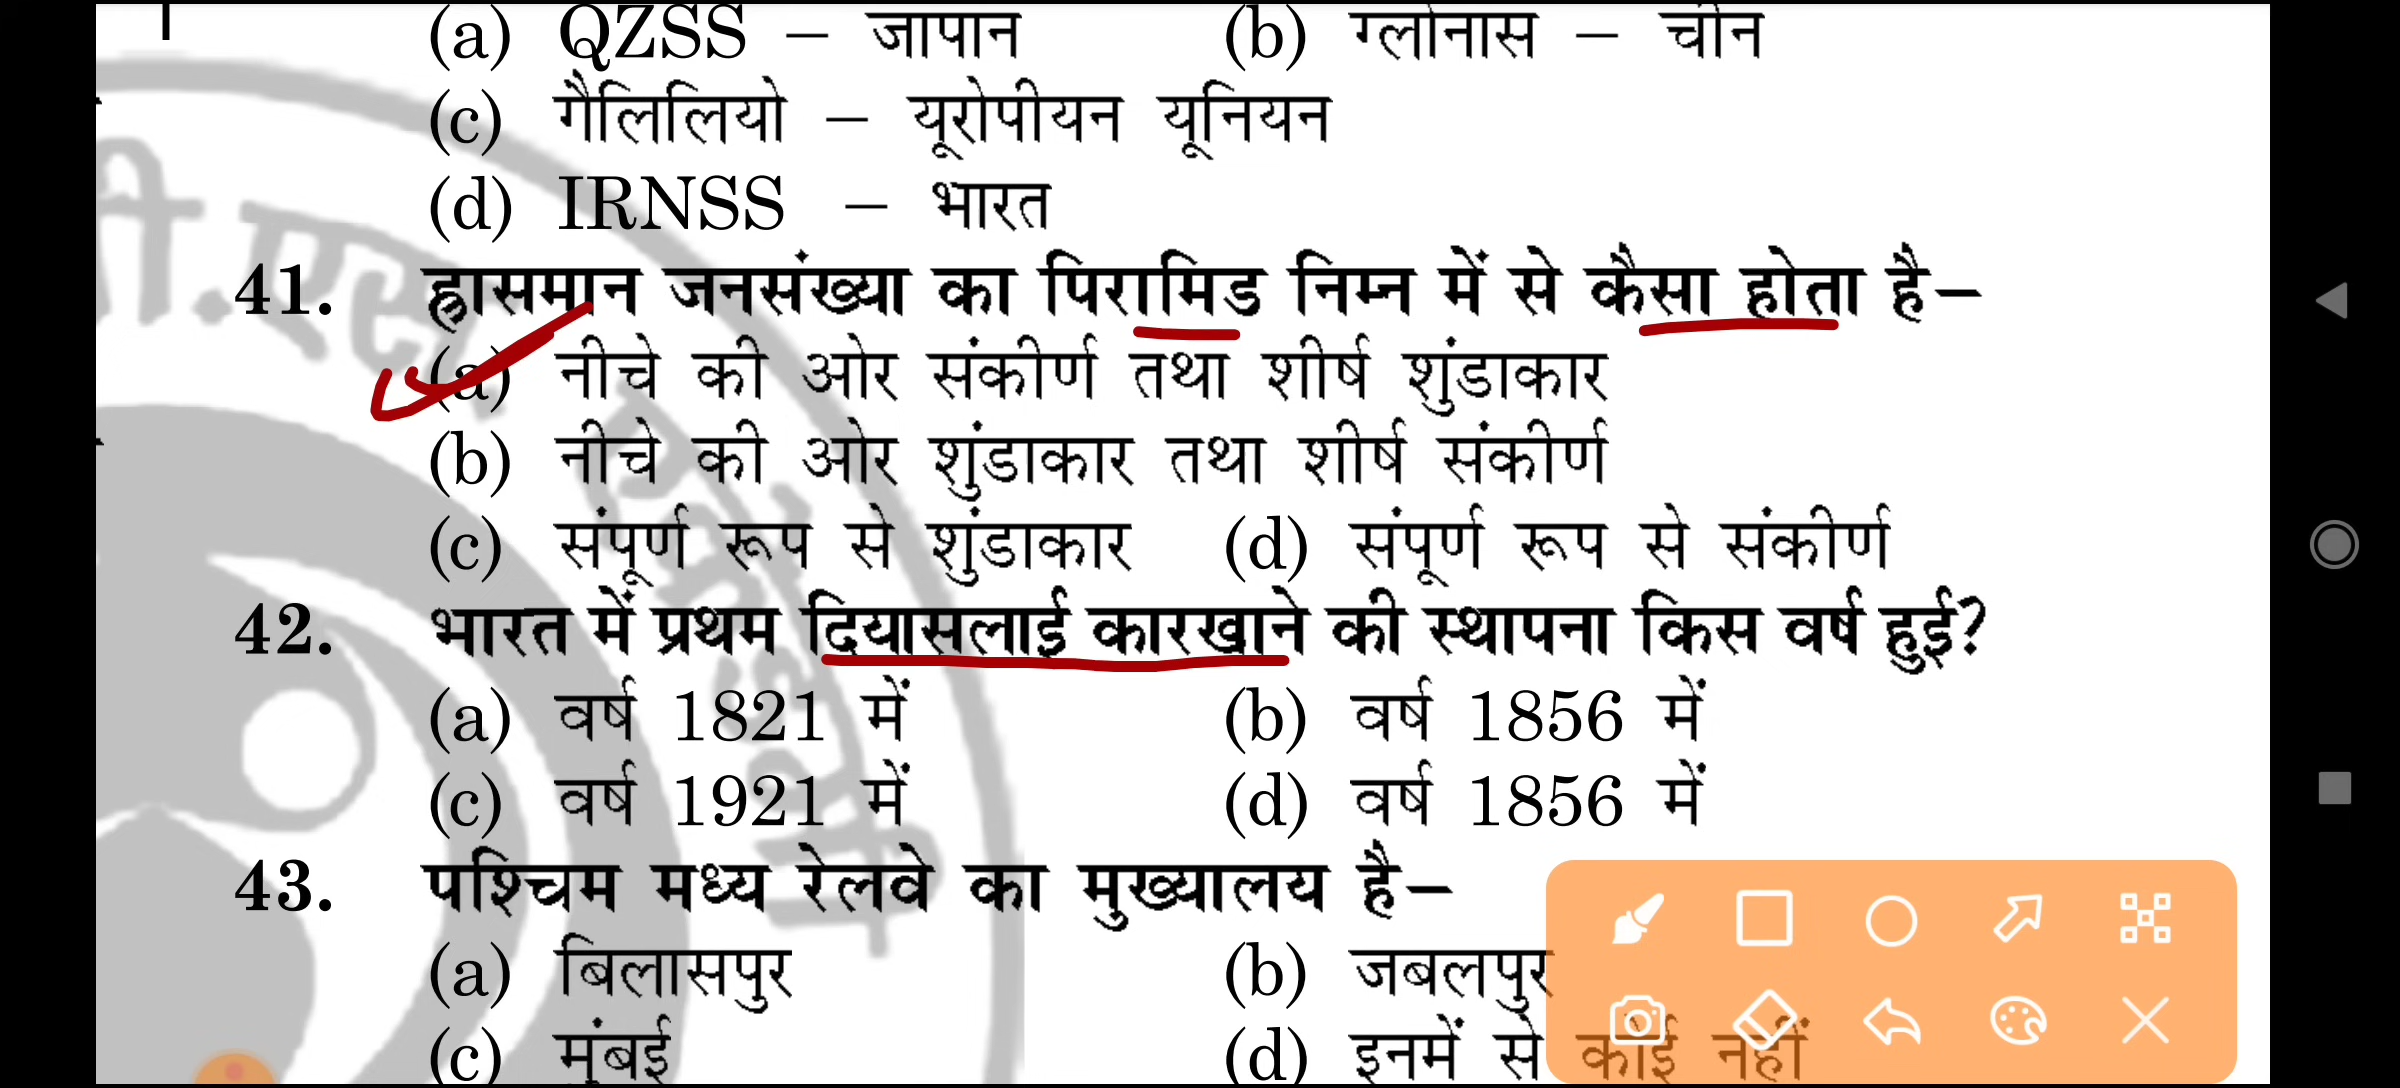 (a) QZSS – जापान (b) ग्लोनास – चीन
(c) गैलिलियो – यूरोपीयन यूनियन
(d) IRNSS – भारत
41. ह्रासमान जनसंख्या का पिरामिड निम्न में से कैसा होता है–
(a) नीचे की ओर संकीर्ण तथा शीर्ष शुंडाकार
(b) नीचे की ओर शुंडाकार तथा शीर्ष संकीर्ण
(c) संपूर्ण रूप से शुंडाकार (d) संपूर्ण रूप से संकीर्ण
42. भारत में प्रथम दियासलाई कारखाने की स्थापना किस वर्ष हुई?
(a) वर्ष 1821 में (b) वर्ष 1856 में
(c) वर्ष 1921 में (d) वर्ष 1856 में
43. पश्चिम मध्य रेलवे का मुख्यालय है–
(a) बिलासपुर (b) जबलपुर
(c) मुंबई (d) इनमें से कोई नहीं